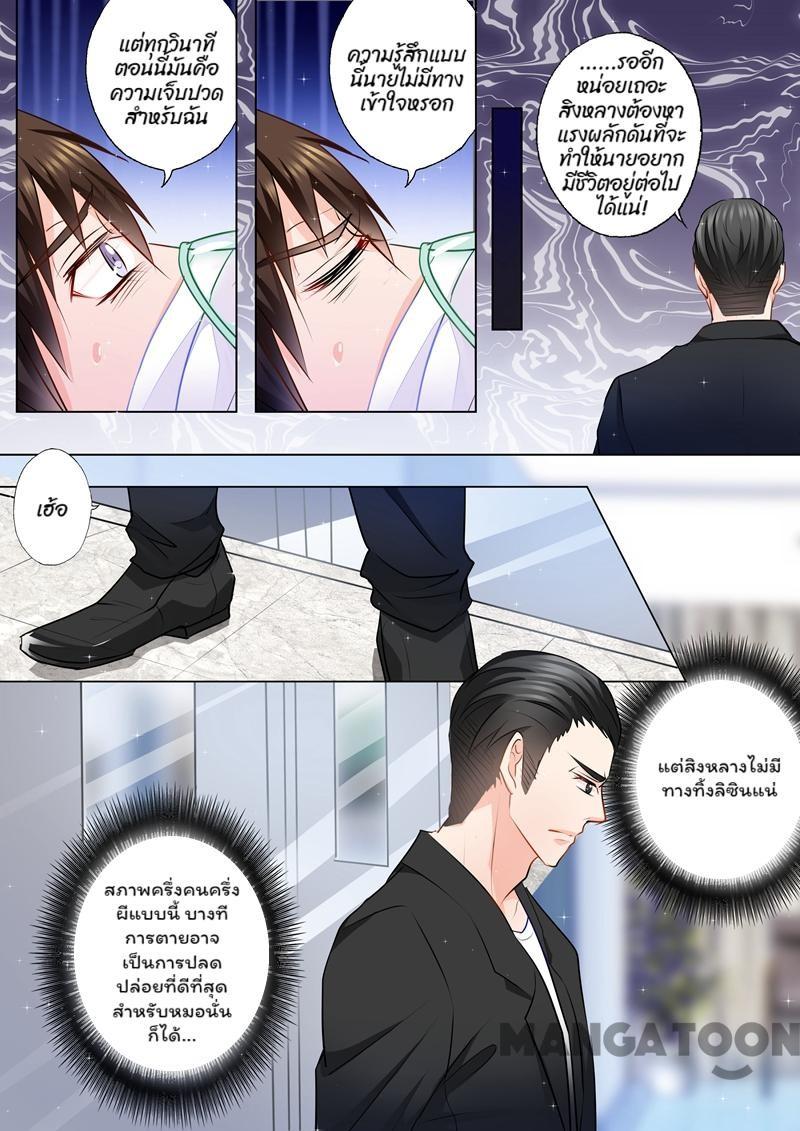 แต่ทุกวินาที
ตอนนี้มันคือ
ความเจ็บปวด
สำหรับฉัน
ความรู้สึกแบบ
นี้นายไม่มีทาง
เข้าใจหรอก
......รออีก
หน่อยเถอะ
สิงหลางต้องหา
แรงผลักดันที่จะ
ทำให้นายอยาก
มีชีวิตอยู่ต่อไป
ได้แน่!
เฮ้อ
แต่สิงหลางไม่มี
ทางทิ้งลิซินแน่
สภาพครึ่งคนครึ่ง
ผีแบบนี้ บางที
การตายอาจ
เป็นการปลด
ปล่อยที่ดีที่สุด
สำหรับหมอนั่น
ก็ได้...
MANGATOON